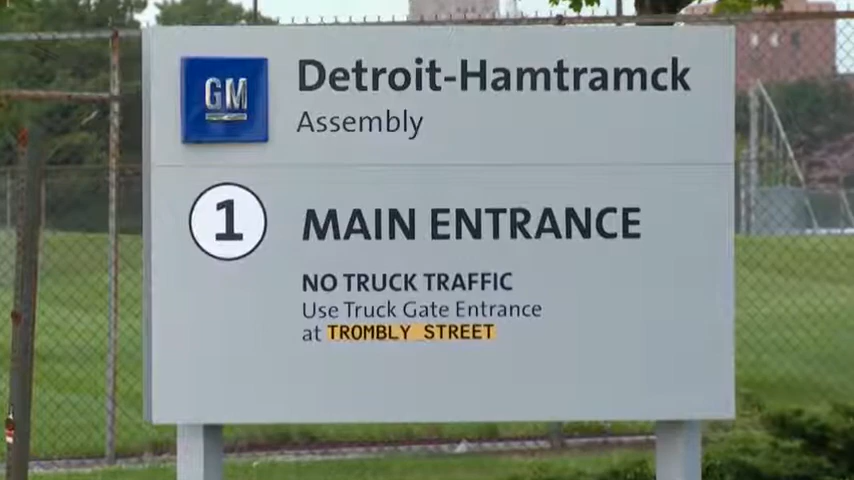 GM
Detroit-Hamtramck
Assembly
1
MAIN ENTRANCE
NO TRUCK TRAFFIC
Use Truck Gate Entrance
at TROMBLY STREET